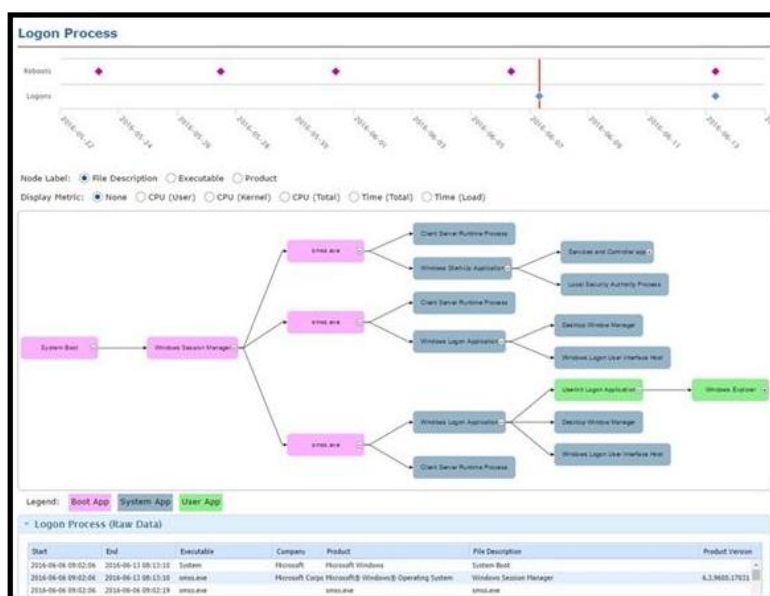 Logon Process
Reboots
Logons
2016-05-22
2016-05-24
2016-05-26
2016-05-28
2016-05-30
2016-06-01
2016-06-03
2016-06-05
2016-06-07
2016-06-09
2016-06-11
2016-06-13
Node Label: File Description Executable Product
Display Metric: None CPU (User) CPU (Kernel) CPU (Total) Time (Total) Time (Load)
Client Server Runtime Process
smss.exe
Services and Controller app
Windows Start-Up Application
Local Security Authority Process
Client Server Runtime Process
smss.exe
Desktop Window Manager
Windows Logon Application
System Boot
Windows Session Manager
Windows Logon User Interface Host
Userinit Logon Application
Windows Explorer
Windows Logon Application
Desktop Window Manager
smss.exe
Windows Logon User Interface Host
Client Server Runtime Process
Legend: Boot App System App User App
Logon Process (Raw Data)
Start End Executable Company Product File Description Product Version
2016-06-06 09:02:06 2016-06-13 08:13:10 System Microsoft Microsoft Windows System Boot
2016-06-06 09:02:06 2016-06-13 08:13:10 smss.exe Microsoft Corpo Microsoft® Windows® Operating System Windows Session Manager 6.3.9600.17031
2016-06-06 09:02:06 2016-06-06 09:02:19 smss.exe smss.exe smss.exe